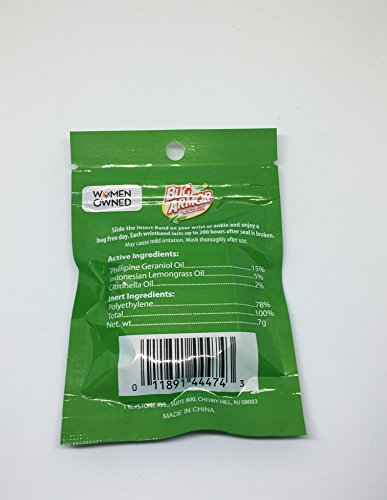 WOMEN
OWNED
BUG
ARMOR
Slide the Insect Band on your wrist or ankle and enjoy a
bug free day. Each wristband lasts up to 200 hours after seal is broken.
May cause mild irritation. Wash thoroughly after use.
Active Ingredients:
Phillipine Geraniol Oil 15%
Indonesian Lemongrass Oil 5%
Citronella Oil 2%
Inert Ingredients:
Polyethylene 78%
Total 100%
Net. wt. 7g
0 11891 44474 3
1 KEYSTONE AVE., SUITE 800, CHERRY HILL, NJ 08003
MADE IN CHINA